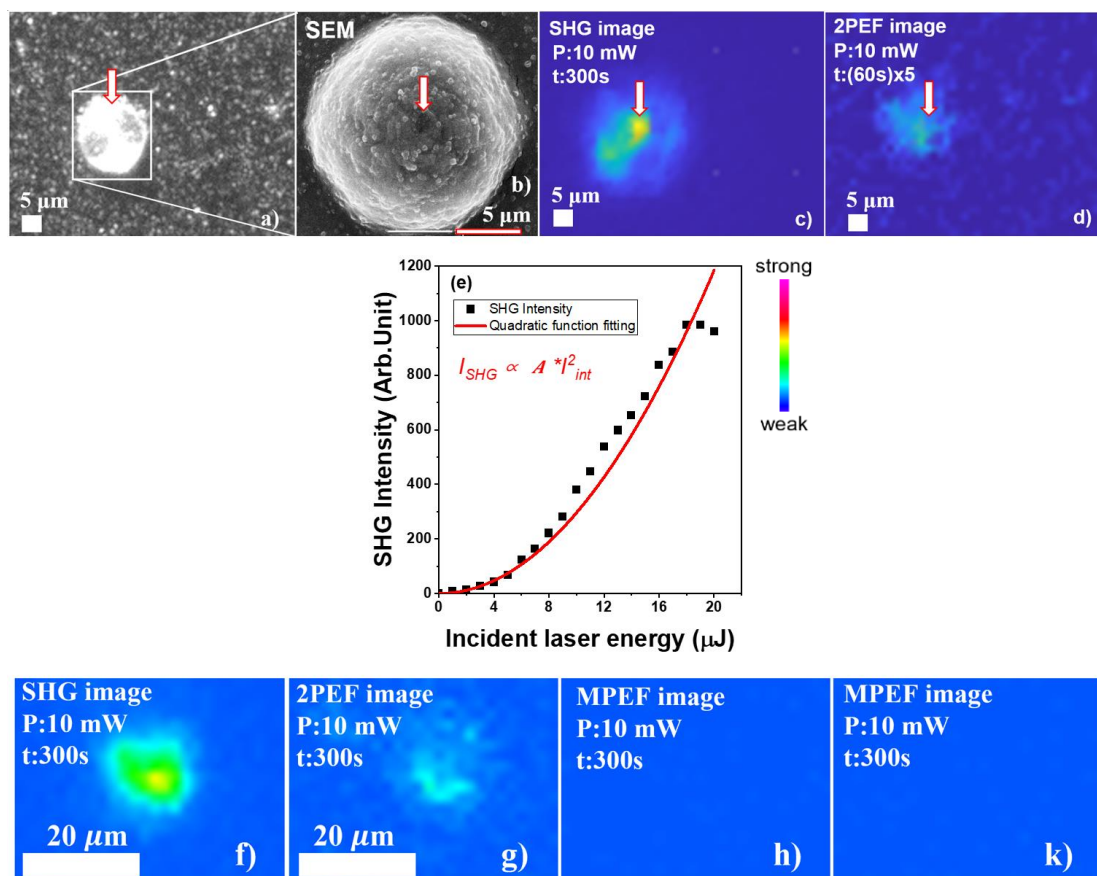 5 μm
a)
SEM
b)
5 μm
SHG image
P:10 mW
t:300s
5 μm
c)
2PEF image
P:10 mW
t:(60s)x5
5 μm
d)
(e)
SHG Intensity
Quadratic function fitting
I_SHG ∝ A *I²_int
1200
1000
800
600
400
200
0
0 4 8 12 16 20
SHG Intensity (Arb.Unit)
Incident laser energy (μJ)
strong
weak
SHG image
P:10 mW
t:300s
20 μm
f)
2PEF image
P:10 mW
t:300s
20 μm
g)
MPEF image
P:10 mW
t:300s
h)
MPEF image
P:10 mW
t:300s
k)